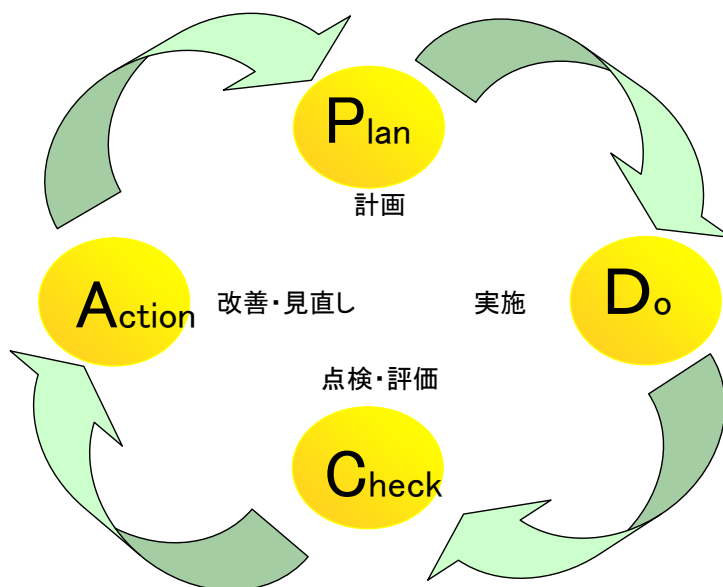 Plan
計画
Action
改善・見直し
実施
Do
点検・評価
Check